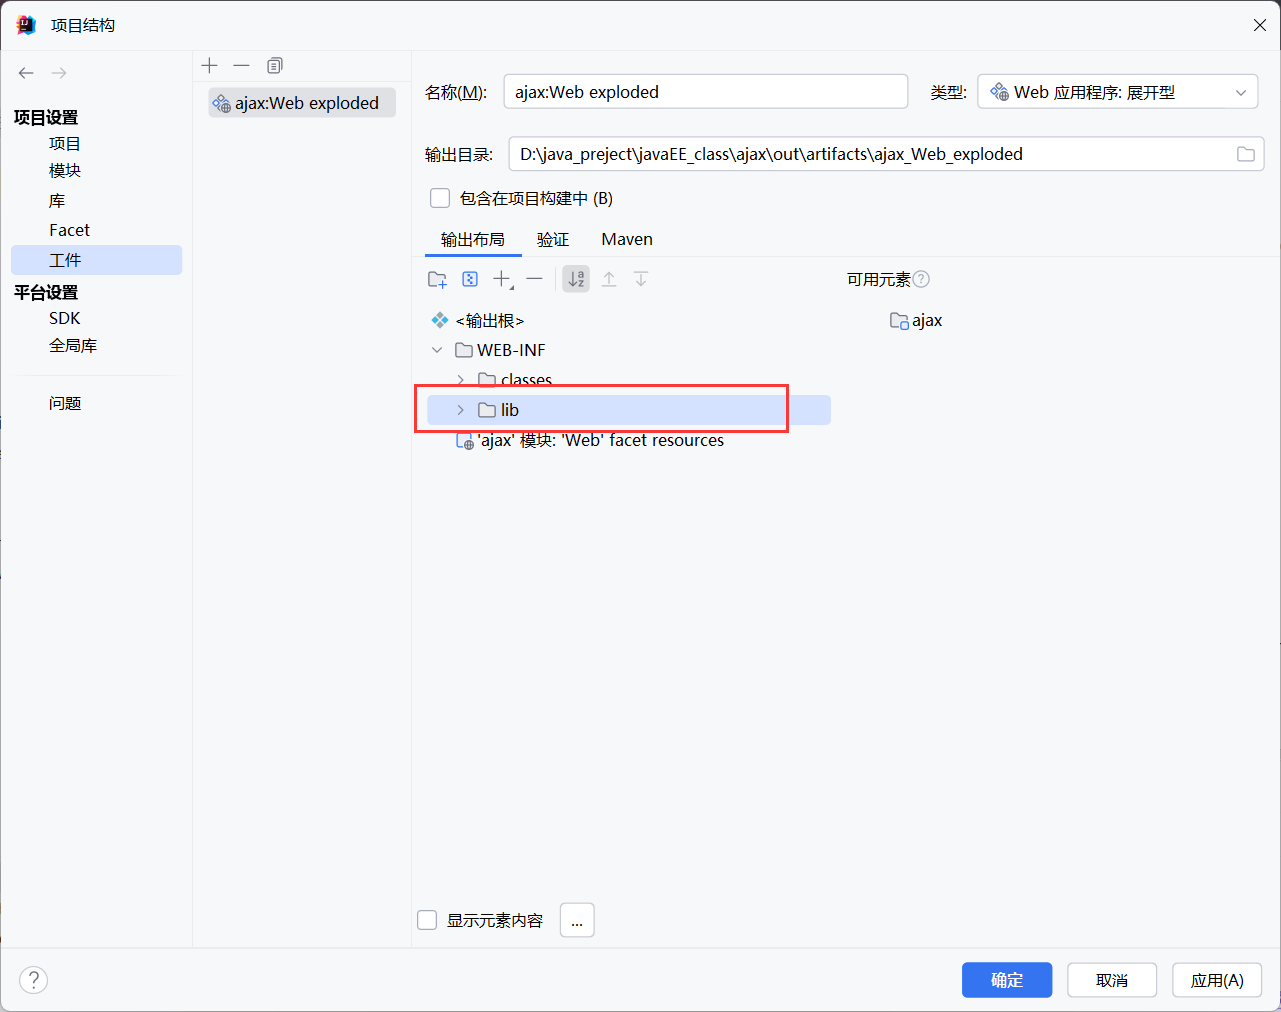 项目结构
项目设置
项目
模块
库
Facet
工件
平台设置
SDK
全局库
问题
ajax:Web exploded
名称(M): ajax:Web exploded 类型: Web 应用程序: 展开型
输出目录: D:\java_preject\javaEE_class\ajax\out\artifacts\ajax_Web_exploded
包含在项目构建中 (B)
输出布局 验证 Maven
可用元素
<输出根> ajax
WEB-INF
classes
lib
'ajax' 模块: 'Web' facet resources
显示元素内容 ...
确定 取消 应用(A)